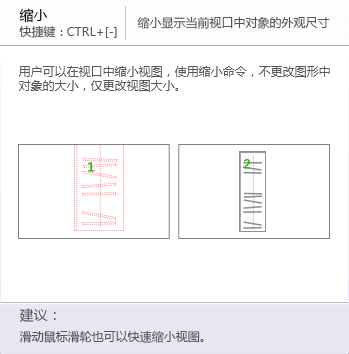 缩小
快捷键：CTRL+[-]
缩小显示当前视口中对象的外观尺寸
用户可以在视口中缩小视图，使用缩小命令，不更改图形中
对象的大小，仅更改视图大小。
1
2
建议：
滑动鼠标滑轮也可以快速缩小视图。